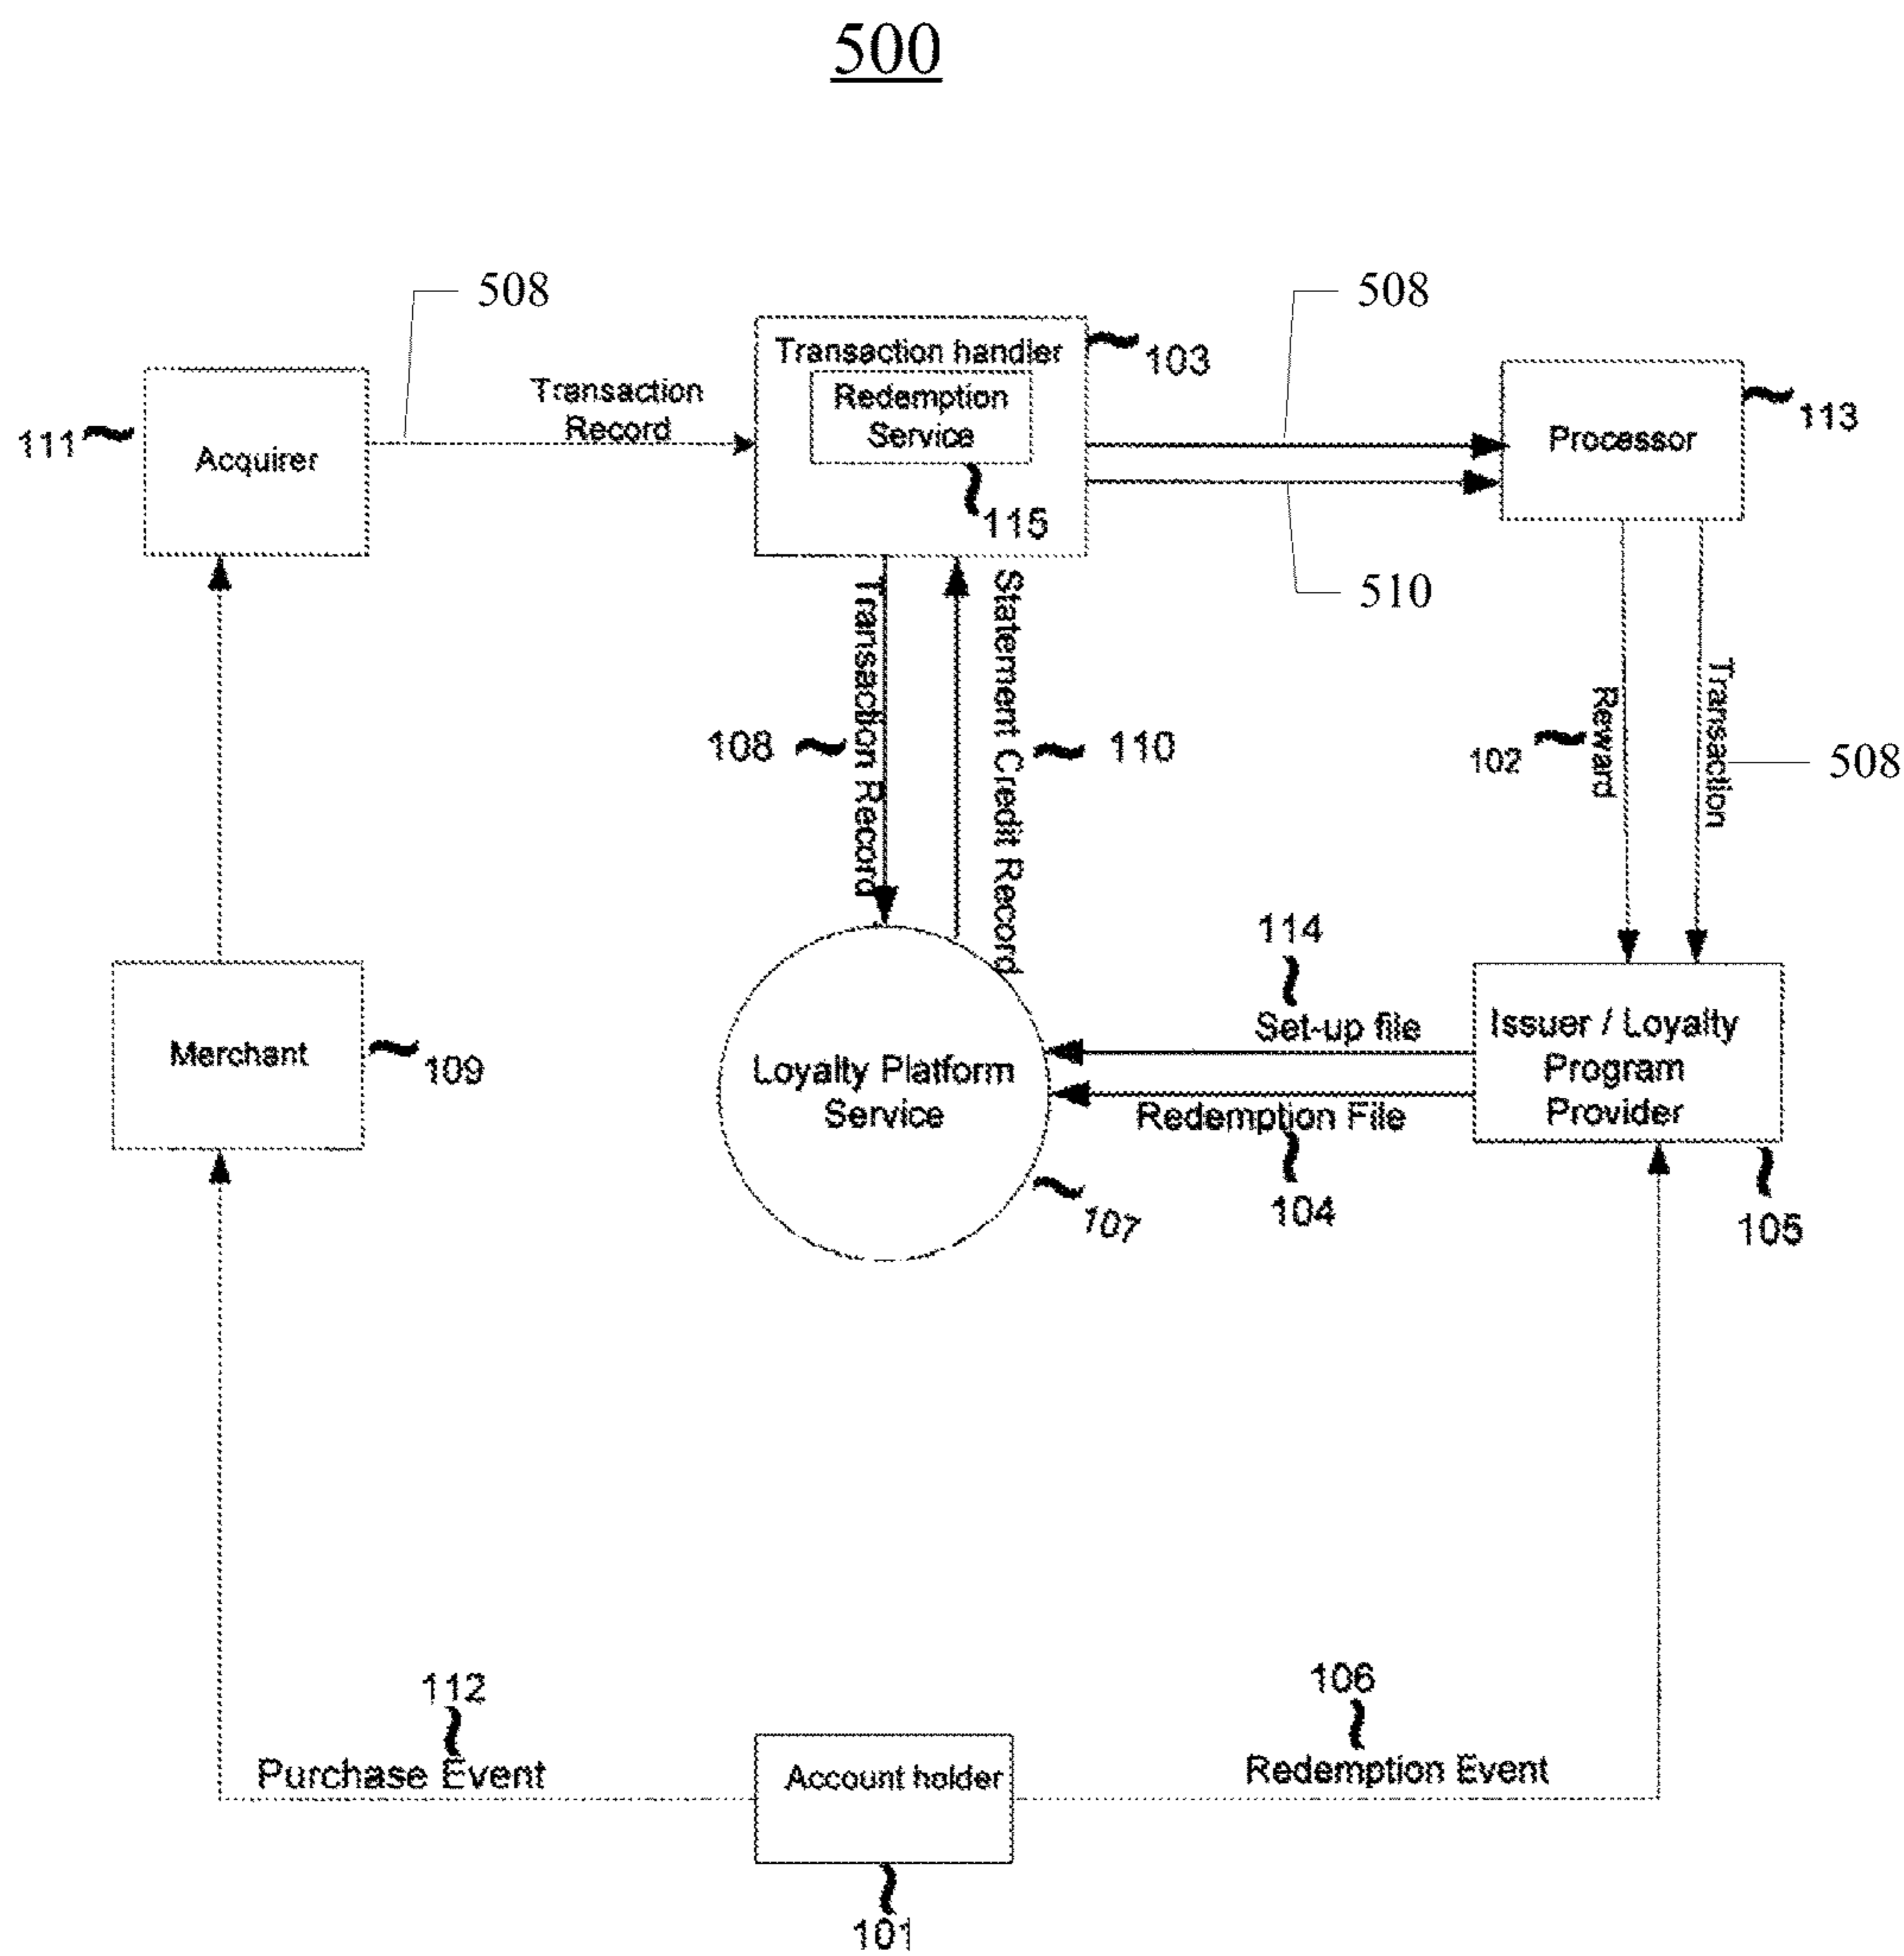 500
508
508
Transaction handler
103
Redemption
Service
115
Transaction
Record
111
Acquirer
Processor
113
510
Transaction Record
Statement Credit Record
108
110
Reward
102
Transaction
508
114
Set-up file
Issuer / Loyalty
Program
Provider
105
Merchant
109
Loyalty Platform
Service
107
Redemption File
104
112
Purchase Event
106
Redemption Event
Account holder
101